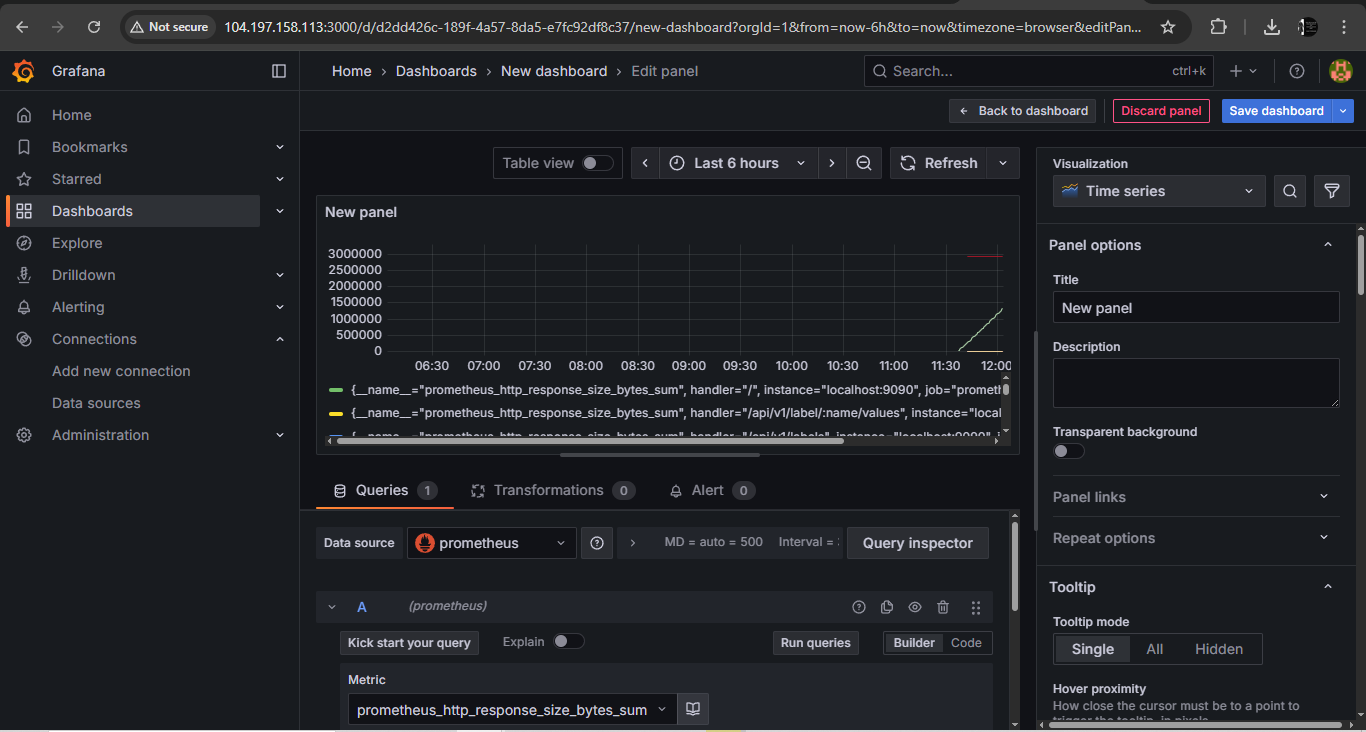 Not secure 104.197.158.113:3000/d/d2dd426c-189f-4a57-8da5-e7fc92df8c37/new-dashboard?orgId=1&from=now-6h&to=now&timezone=browser&editPan...
Grafana
Home › Dashboards › New dashboard › Edit panel
Search... ctrl+k
Back to dashboard Discard panel Save dashboard
Home
Bookmarks
Starred
Dashboards
Explore
Drilldown
Alerting
Connections
Add new connection
Data sources
Administration
Table view Last 6 hours Refresh
New panel
3000000
2500000
2000000
1500000
1000000
500000
0
06:30 07:00 07:30 08:00 08:30 09:00 09:30 10:00 10:30 11:00 11:30 12:00
{__name__="prometheus_http_response_size_bytes_sum", handler="/", instance="localhost:9090", job="prometh
{__name__="prometheus_http_response_size_bytes_sum", handler="/api/v1/label/:name/values", instance="local
{__name__="prometheus_http_response_size_bytes_sum", handler="/api/v1/labels", instance="localhost:9090", j
Queries 1 Transformations 0 Alert 0
Data source prometheus MD = auto = 500 Interval = Query inspector
A (prometheus)
Kick start your query Explain Run queries Builder Code
Metric
prometheus_http_response_size_bytes_sum
Visualization
Time series
Panel options
Title
New panel
Description
Transparent background
Panel links
Repeat options
Tooltip
Tooltip mode
Single All Hidden
Hover proximity
How close the cursor must be to a point to
trigger the tooltip, in pixels